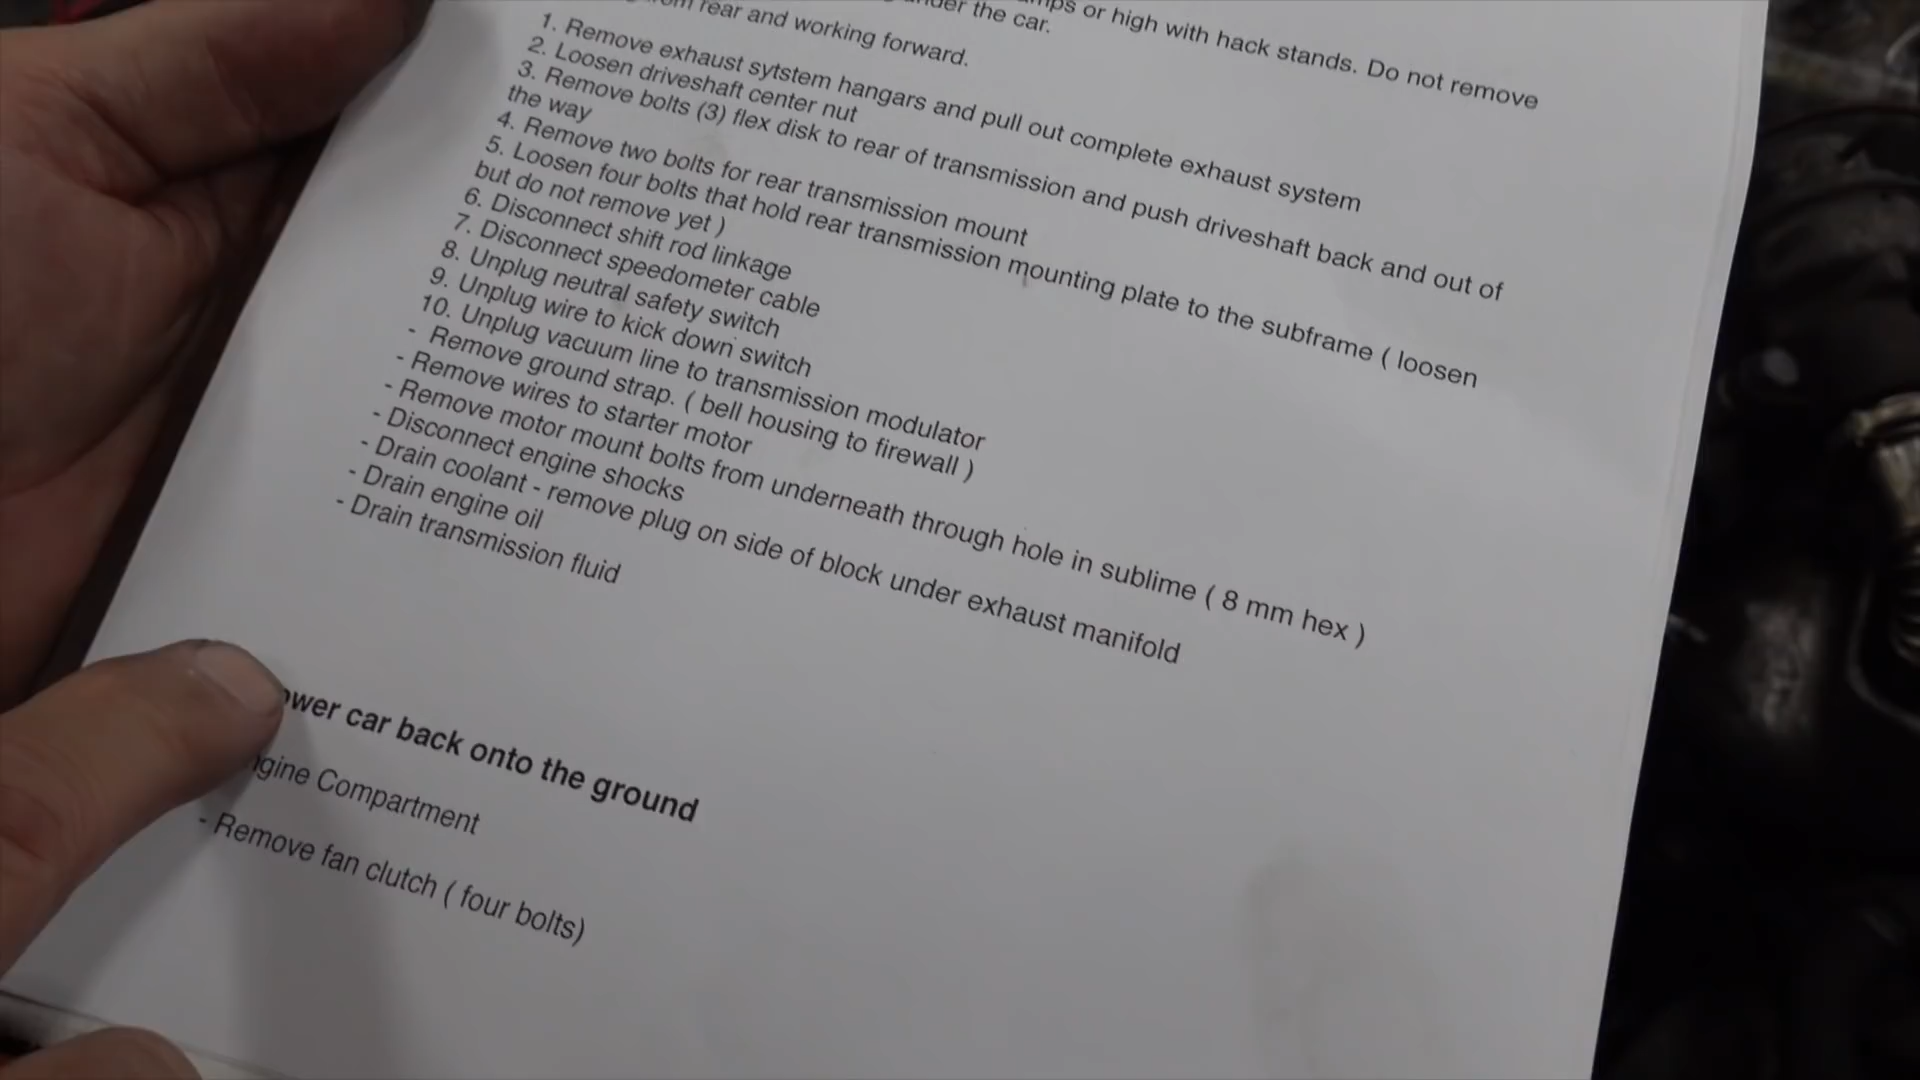 or high with hack stands. Do not remove
the car.
rear and working forward.
1. Remove exhaust sytstem hangars and pull out complete exhaust system
2. Loosen driveshaft center nut
3. Remove bolts (3) flex disk to rear of transmission and push driveshaft back and out of
the way
4. Remove two bolts for rear transmission mount
5. Loosen four bolts that hold rear transmission mounting plate to the subframe ( loosen
but do not remove yet )
6. Disconnect shift rod linkage
7. Disconnect speedometer cable
8. Unplug neutral safety switch
9. Unplug wire to kick down switch
10. Unplug vacuum line to transmission modulator
- Remove ground strap. ( bell housing to firewall )
- Remove wires to starter motor
- Remove motor mount bolts from underneath through hole in sublime ( 8 mm hex )
- Disconnect engine shocks
- Drain coolant - remove plug on side of block under exhaust manifold
- Drain engine oil
- Drain transmission fluid
ower car back onto the ground
gine Compartment
- Remove fan clutch ( four bolts)